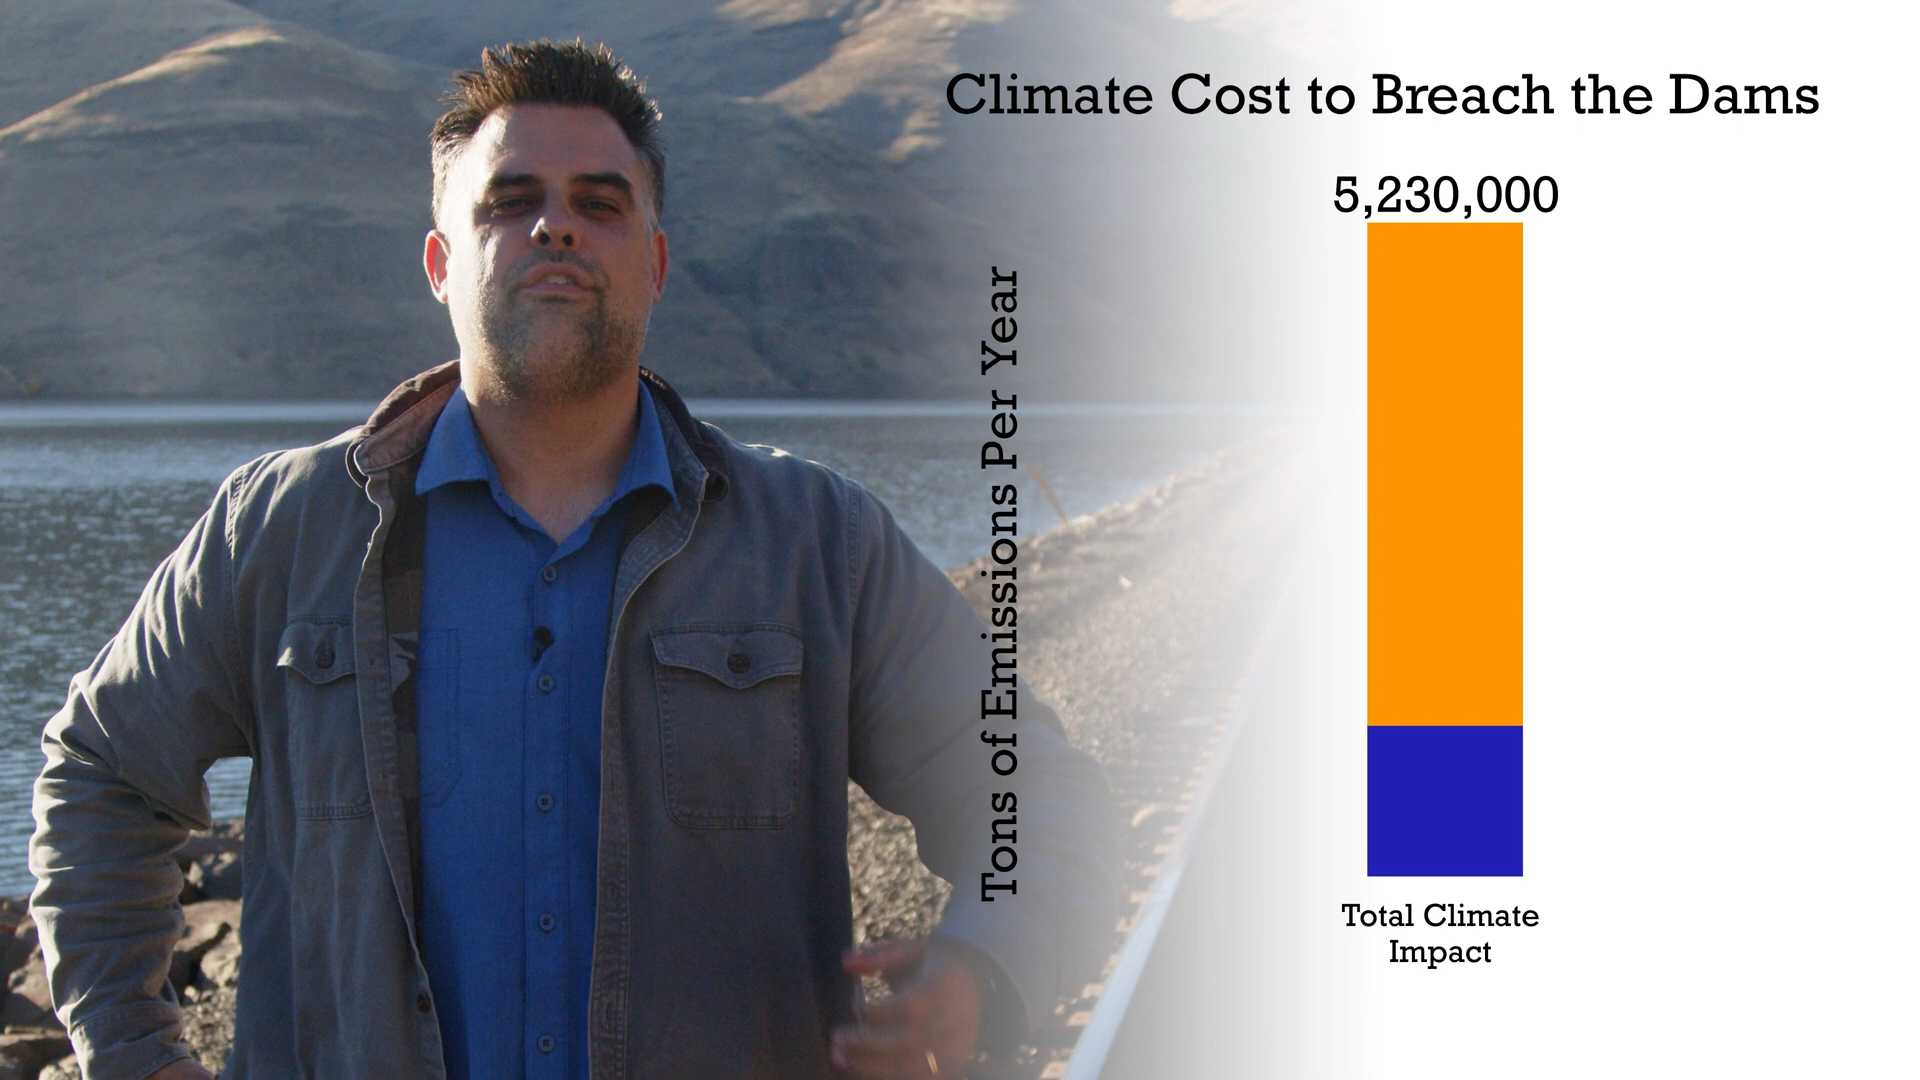 Climate Cost to Breach the Dams
5,230,000
Tons of Emissions Per Year
Total Climate
Impact